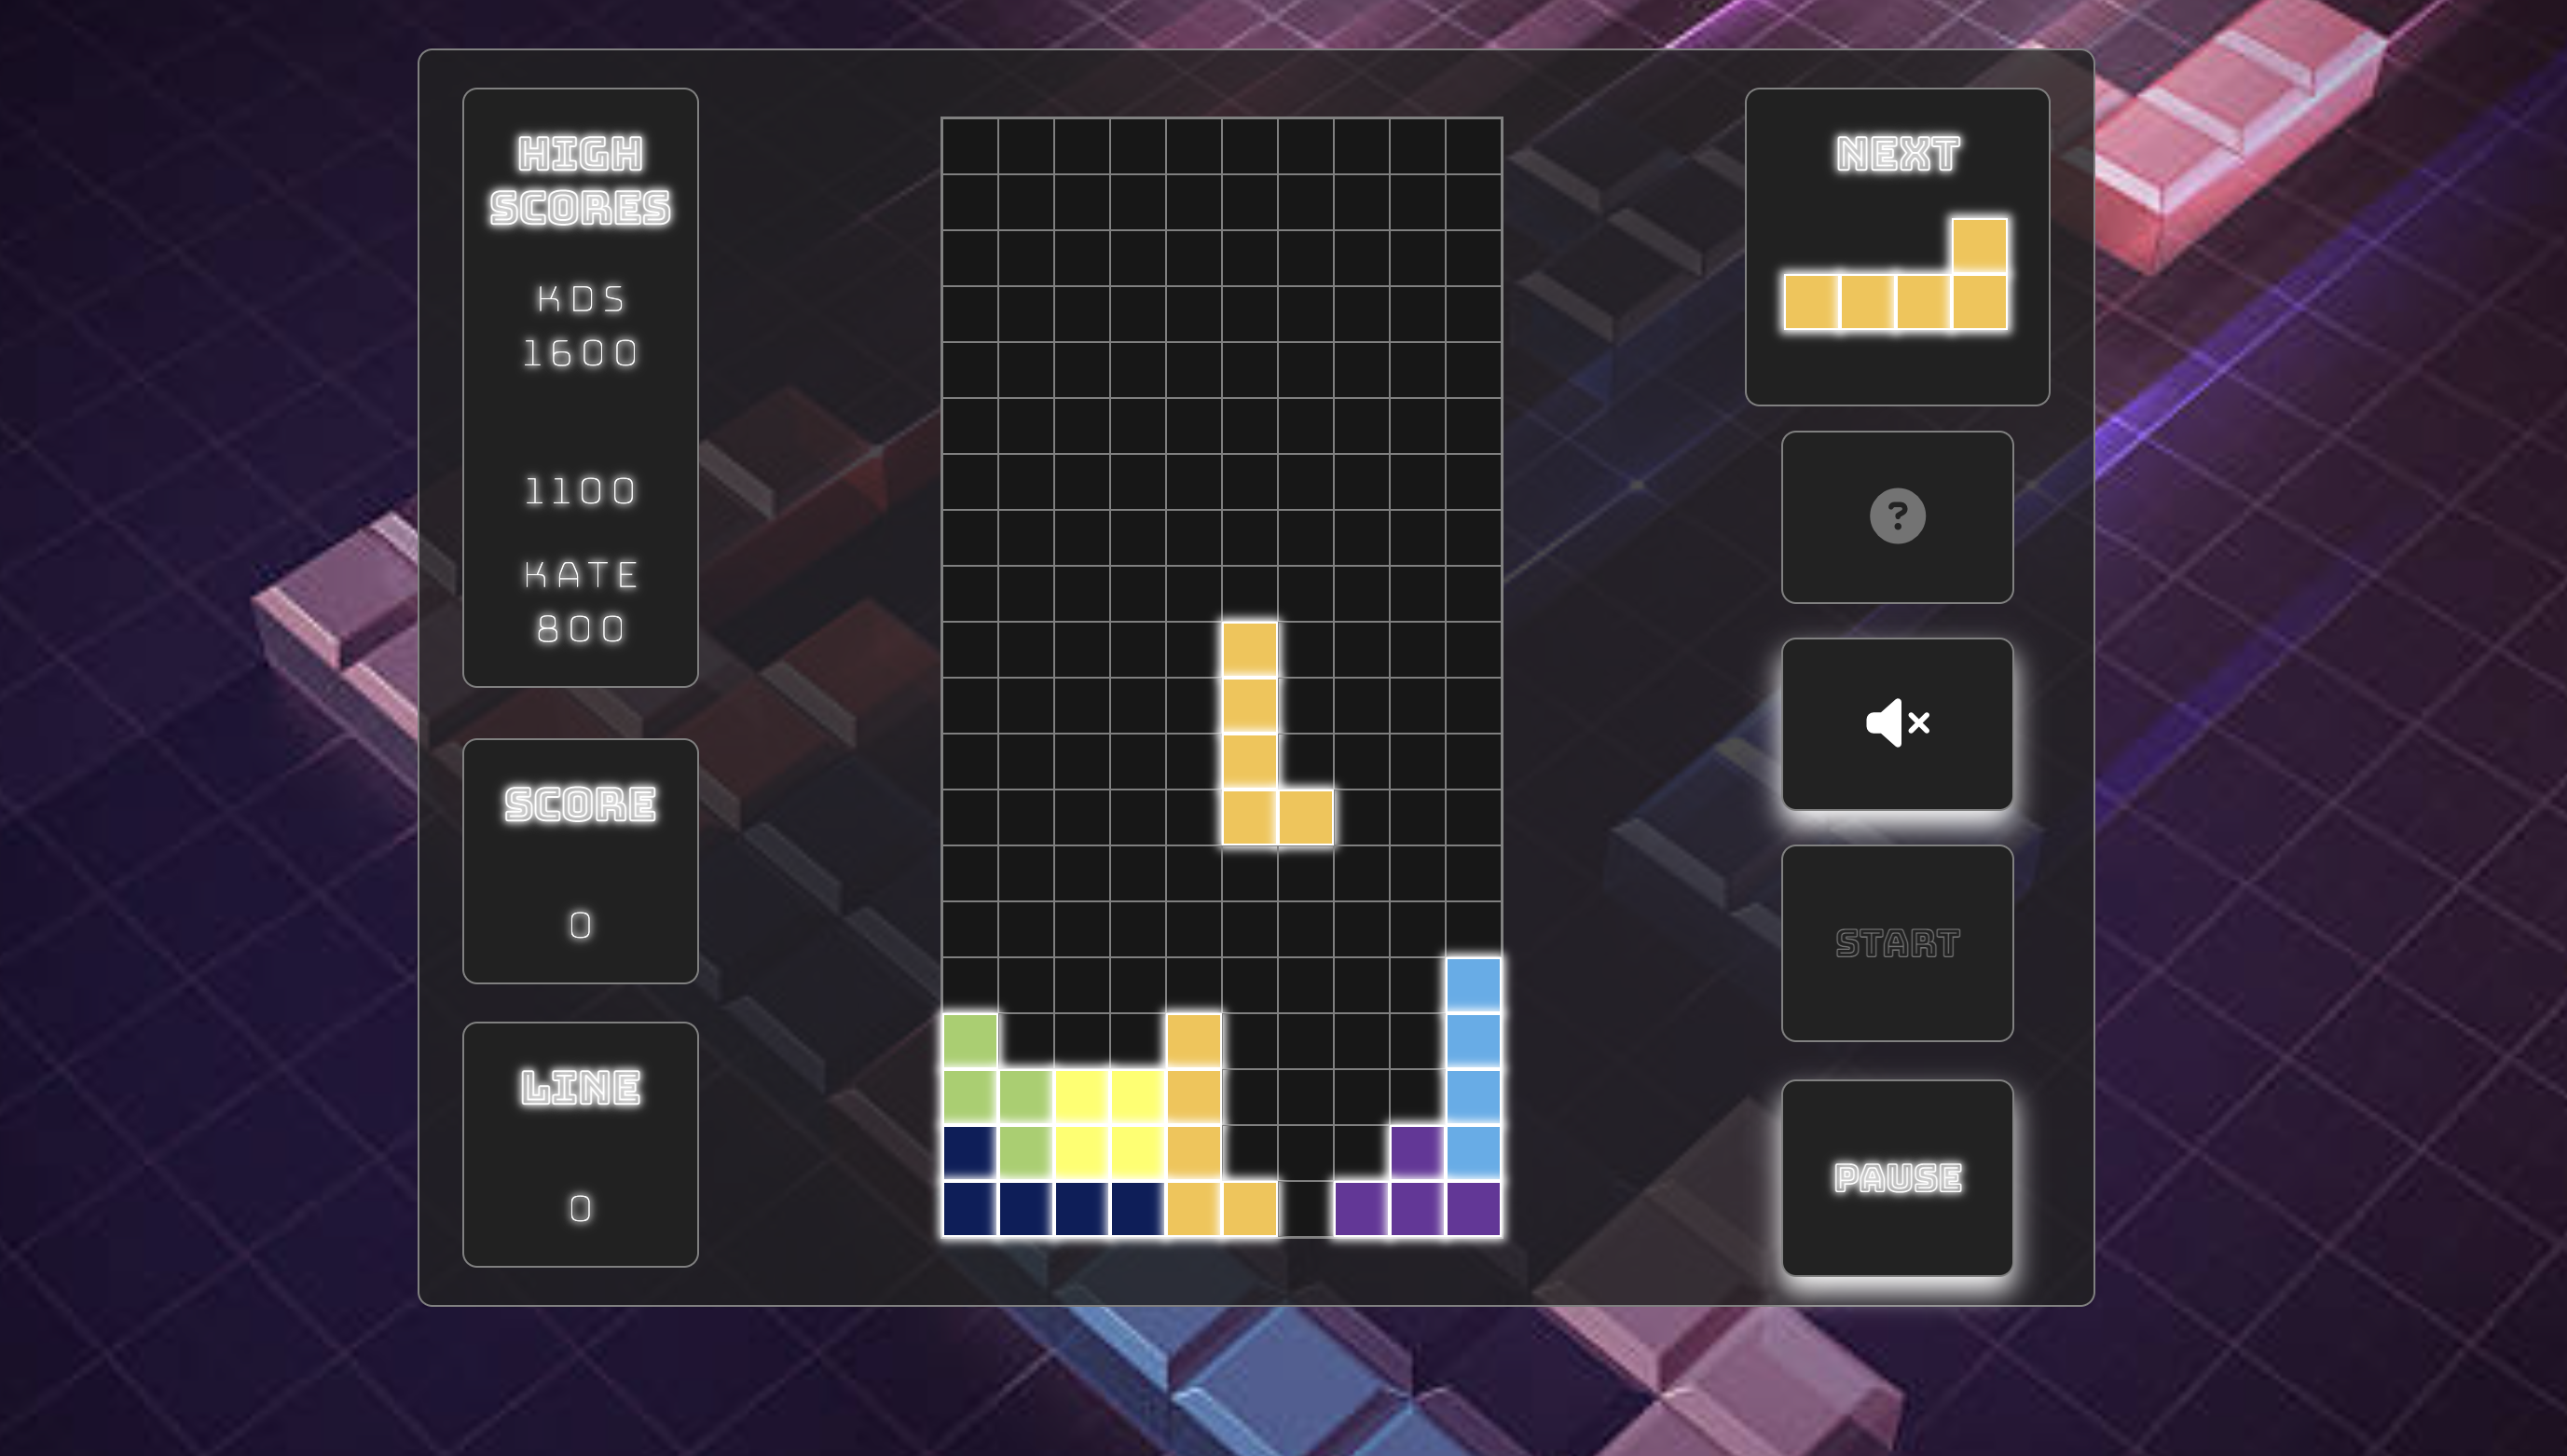 HIGH
SCORES
KDS
1600
1100
KATE
800
SCORE
0
LINE
0
NEXT
?
START
PAUSE